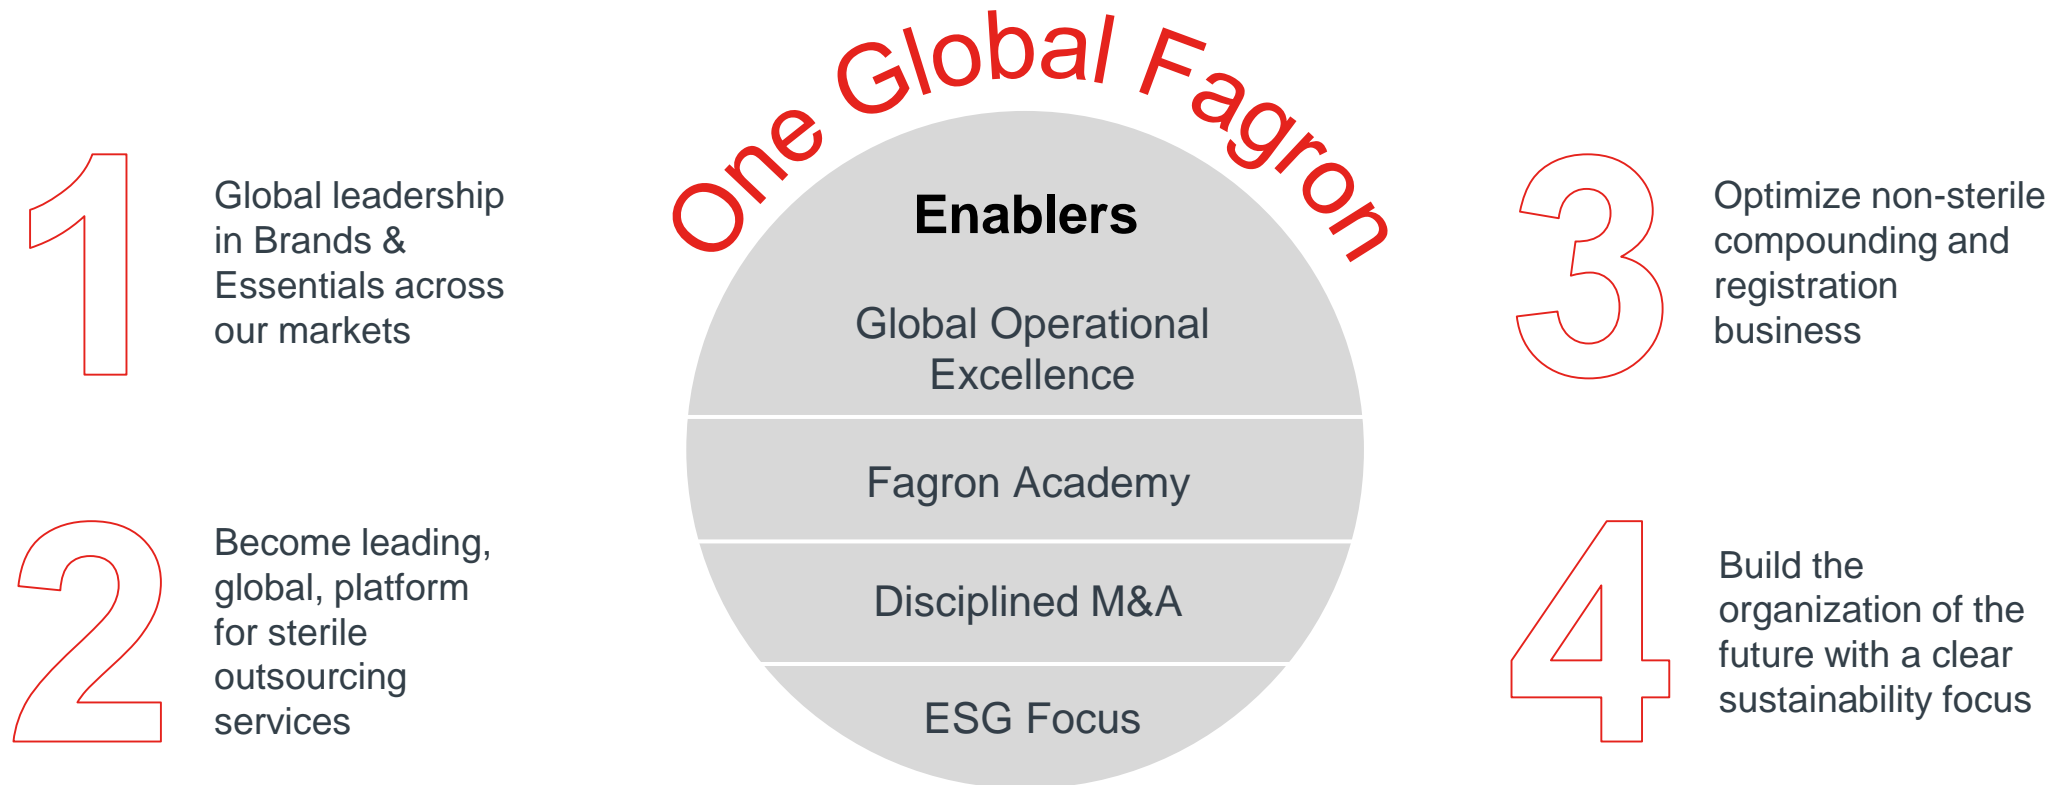 One Global Fagron
1
Global leadership
in Brands &
Essentials across
our markets
2
Become leading,
global, platform
for sterile
outsourcing
services
Enablers
Global Operational
Excellence
Fagron Academy
Disciplined M&A
ESG Focus
3
Optimize non-sterile
compounding and
registration
business
4
Build the
organization of the
future with a clear
sustainability focus